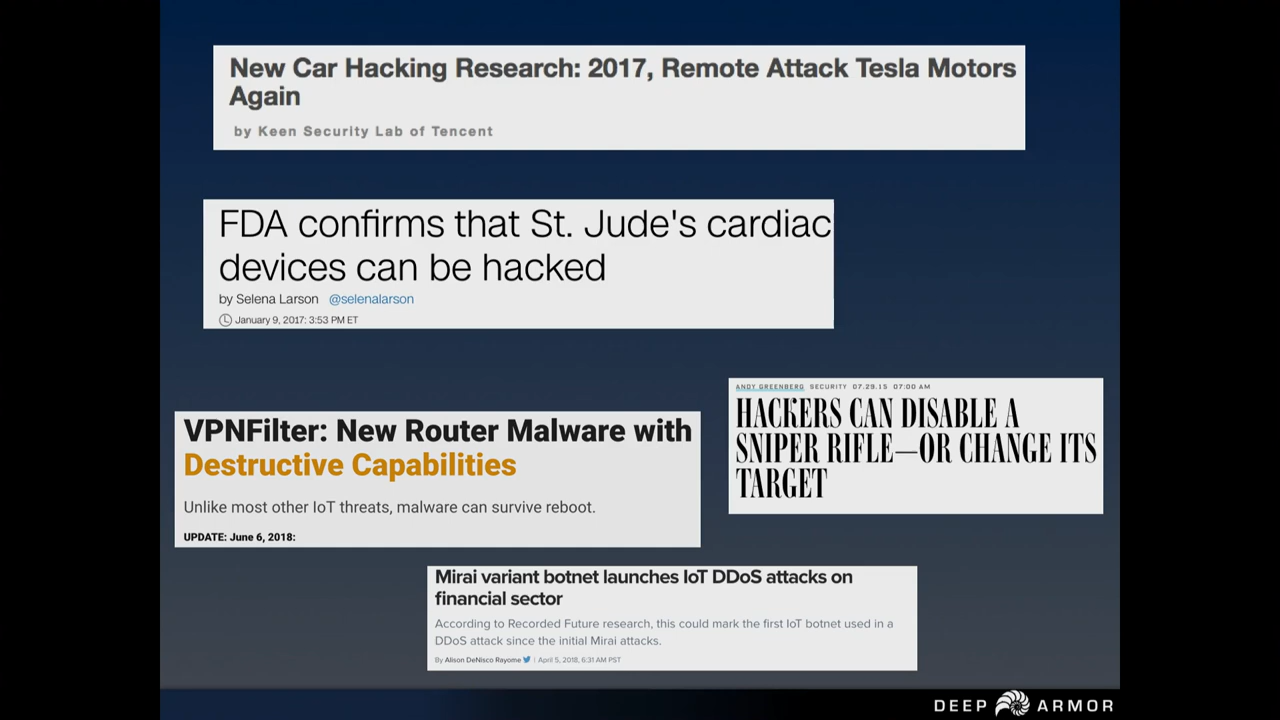 New Car Hacking Research: 2017, Remote Attack Tesla Motors
Again
by Keen Security Lab of Tencent
FDA confirms that St. Jude's cardiac
devices can be hacked
by Selena Larson @selenalarson
January 9, 2017: 3:53 PM ET
ANDY GREENBERG SECURITY 07.29.15 07:00 AM
HACKERS CAN DISABLE A
SNIPER RIFLE—OR CHANGE ITS
TARGET
VPNFilter: New Router Malware with
Destructive Capabilities
Unlike most other IoT threats, malware can survive reboot.
UPDATE: June 6, 2018:
Mirai variant botnet launches IoT DDoS attacks on
financial sector
According to Recorded Future research, this could mark the first IoT botnet used in a
DDoS attack since the initial Mirai attacks.
By Alison DeNisco Rayome | April 5, 2018, 6:31 AM PST
DEEP ARMOR